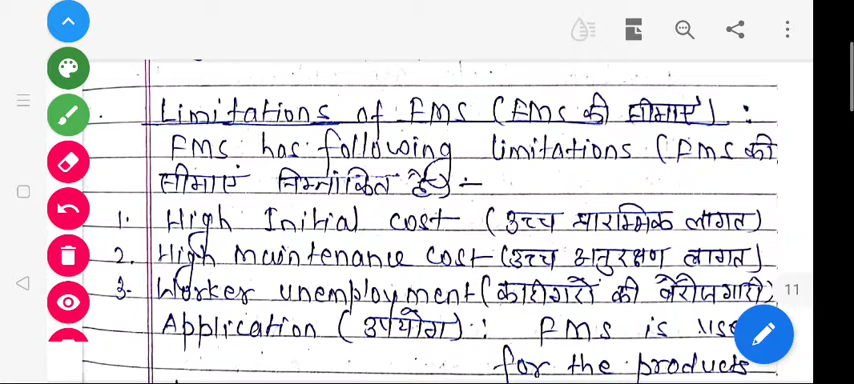 Limitations of FMS (FMS की सीमाएं) :
FMS has following limitations (FMS की
सीमाएं निम्नांकित है) :-
1. High Initial cost (उच्च प्रारम्भिक लागत)
2. High maintenance cost (उच्च अनुरक्षण लागत)
3. Worker unemployment (कारीगरों की बेरोजगारी)
11
Application (उपयोग) : FMS is
for the products